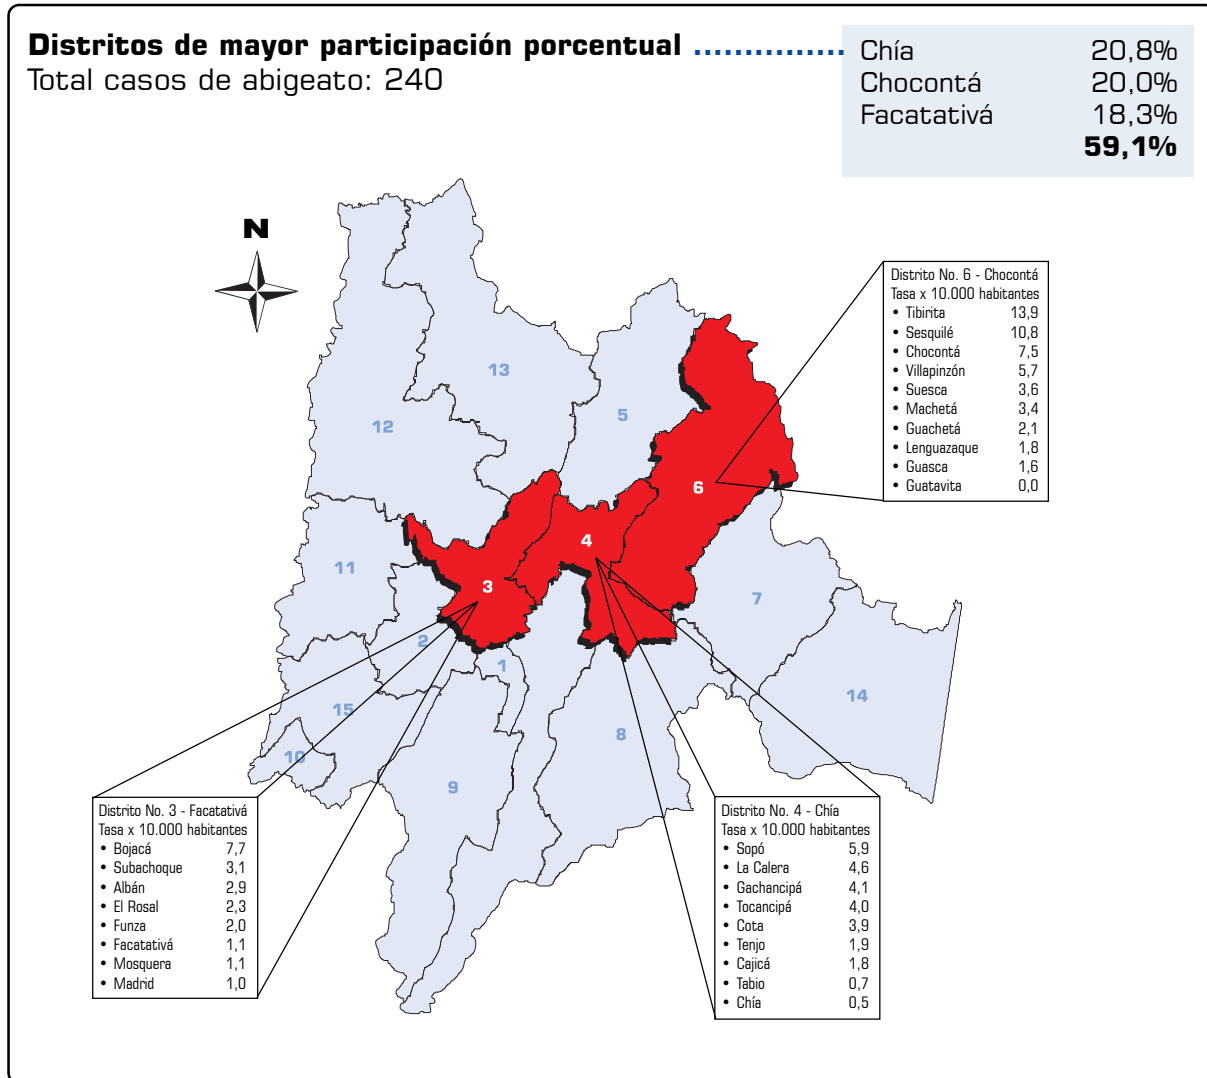 Distritos de mayor participación porcentual ...............
Total casos de abigeato: 240
Chía 20,8%
Chocontá 20,0%
Facatativá 18,3%
59,1%
N
Distrito No. 6 - Chocontá
Tasa x 10.000 habitantes
• Tibirita 13,9
• Sesquilé 10,8
• Chocontá 7,5
• Villapinzón 5,7
• Suesca 3,6
• Machetá 3,4
• Guachetá 2,1
• Lenguazaque 1,8
• Guasca 1,6
• Guatavita 0,0
13
5
12
6
4
11
3
7
2
1
14
15
8
10
9
Distrito No. 3 - Facatativá
Tasa x 10.000 habitantes
• Bojacá 7,7
• Subachoque 3,1
• Albán 2,9
• El Rosal 2,3
• Funza 2,0
• Facatativá 1,1
• Mosquera 1,1
• Madrid 1,0
Distrito No. 4 - Chía
Tasa x 10.000 habitantes
• Sopó 5,9
• La Calera 4,6
• Gachancipá 4,1
• Tocancipá 4,0
• Cota 3,9
• Tenjo 1,9
• Cajicá 1,8
• Tabio 0,7
• Chía 0,5